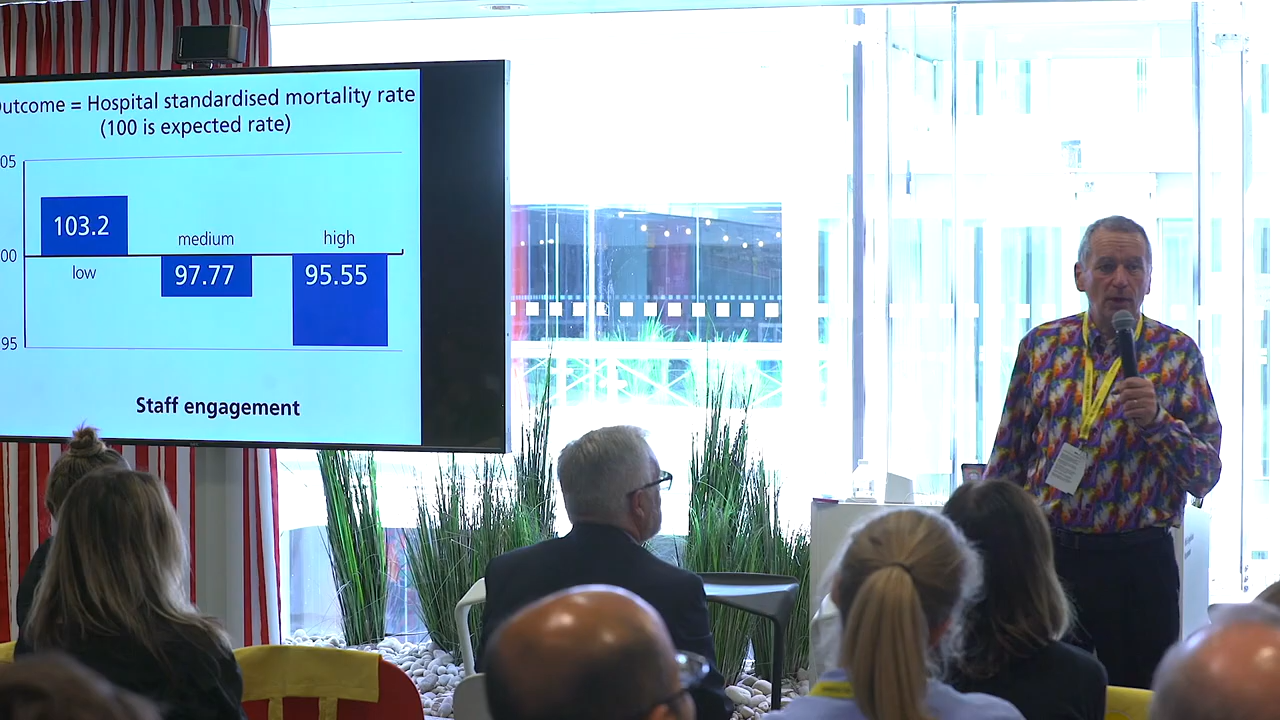 utcome = Hospital standardised mortality rate
(100 is expected rate)
05
103.2
medium
high
00
low
97.77
95.55
95
Staff engagement